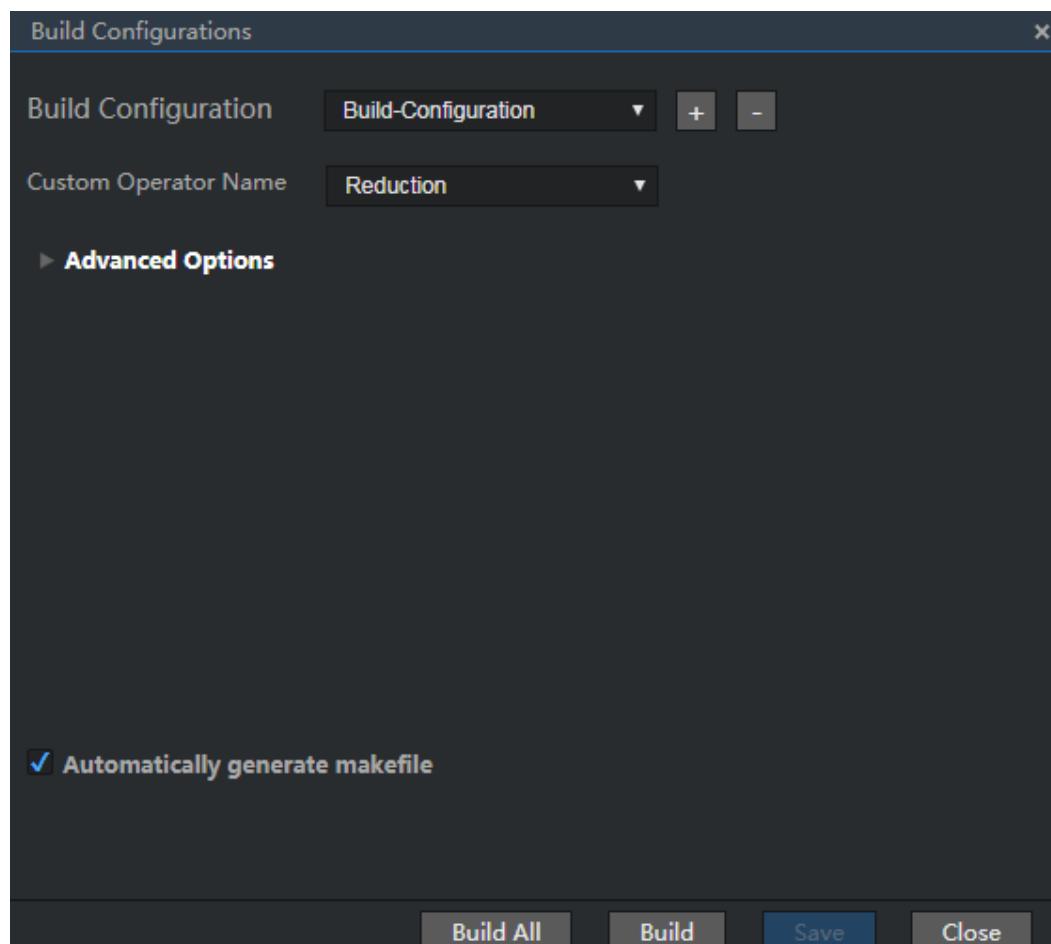 Build Configurations ×
Build Configuration Build-Configuration ▼ + -
Custom Operator Name Reduction ▼
Advanced Options
Automatically generate makefile
Build All Build Save Close